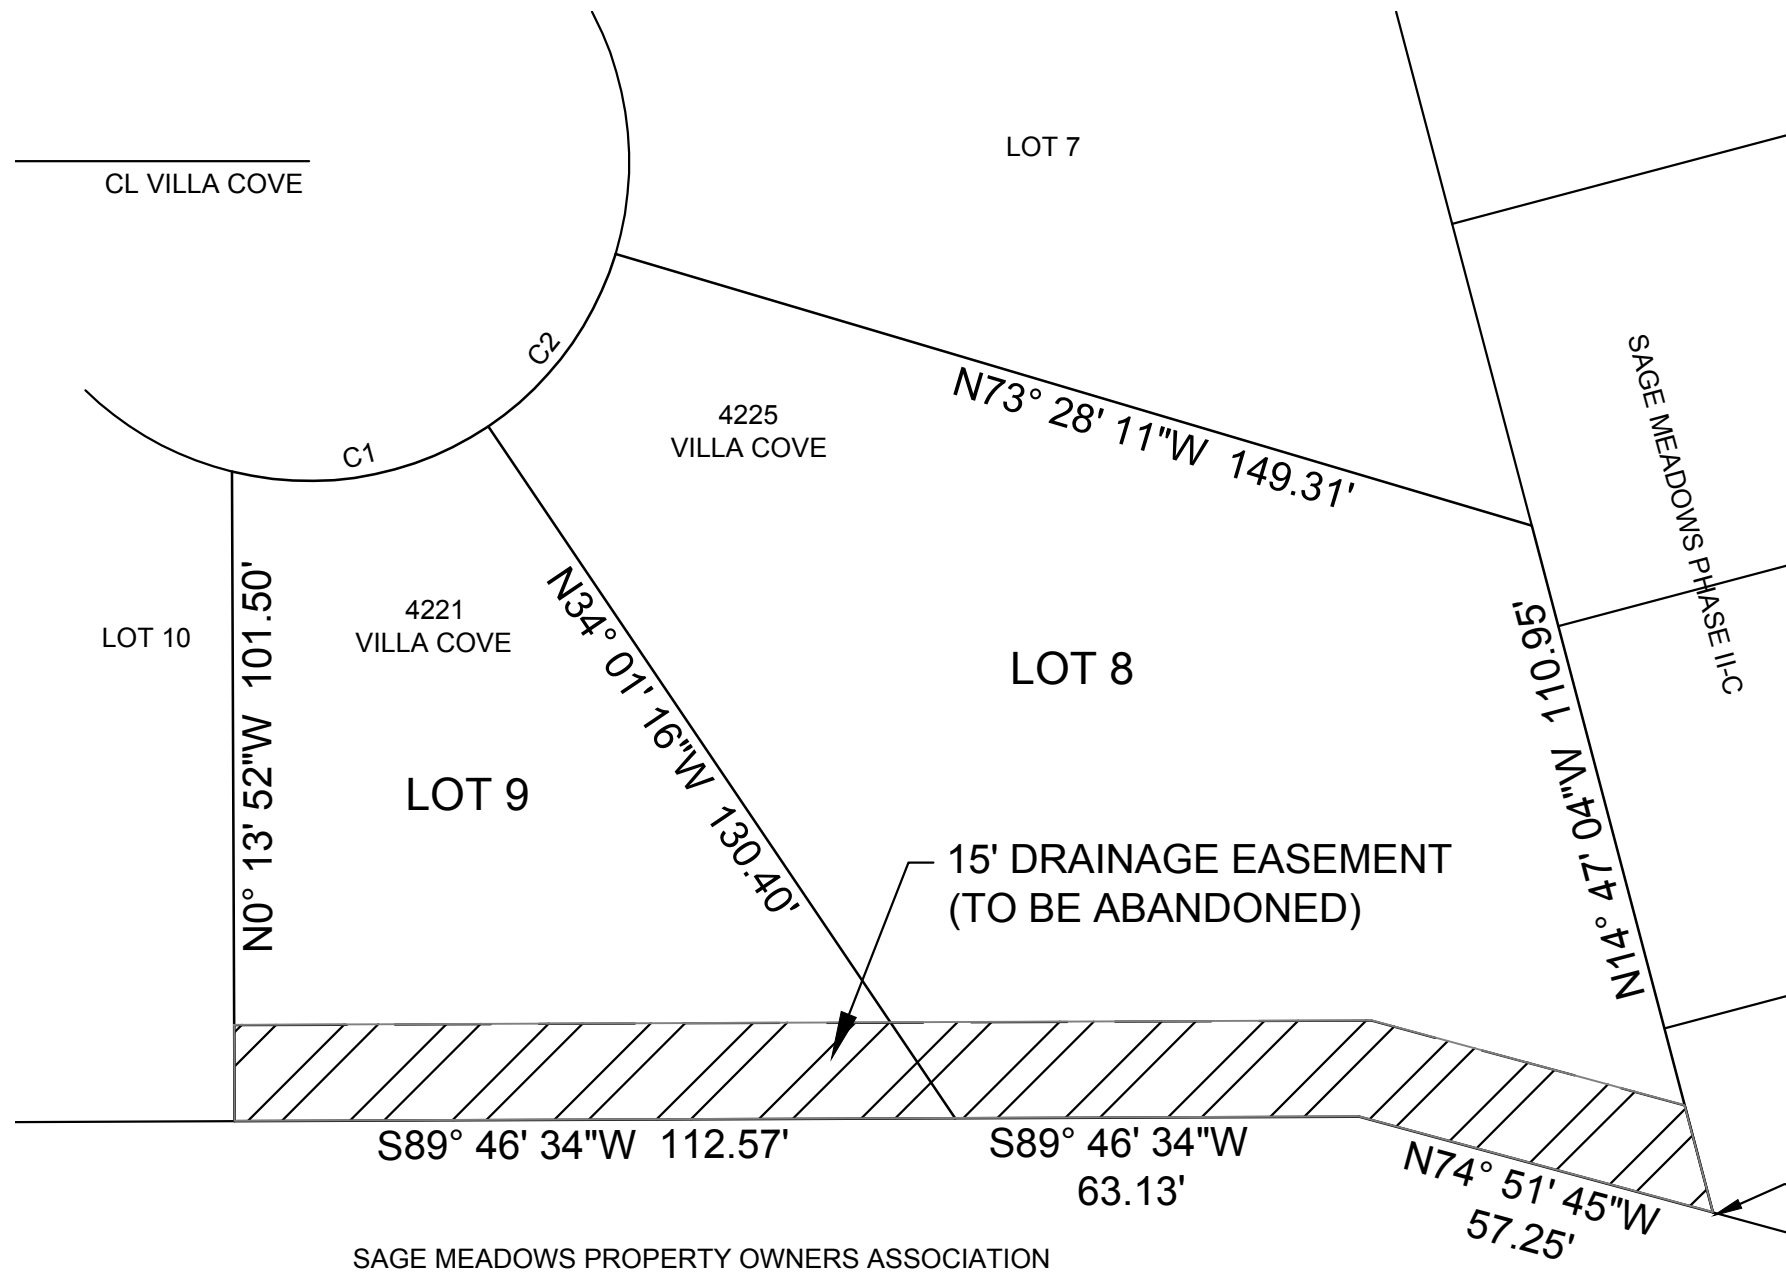 LOT 7
CL VILLA COVE
C2
C1
4225
VILLA COVE
N73° 28' 11"W 149.31'
SAGE MEADOWS PHASE II-C
LOT 10
N0° 13' 52"W 101.50'
4221
VILLA COVE
N34° 01' 16"W 130.40'
LOT 8
N14° 47' 04"W 110.95'
LOT 9
15' DRAINAGE EASEMENT
(TO BE ABANDONED)
S89° 46' 34"W 112.57'
S89° 46' 34"W
63.13'
N74° 51' 45"W
57.25'
SAGE MEADOWS PROPERTY OWNERS ASSOCIATION